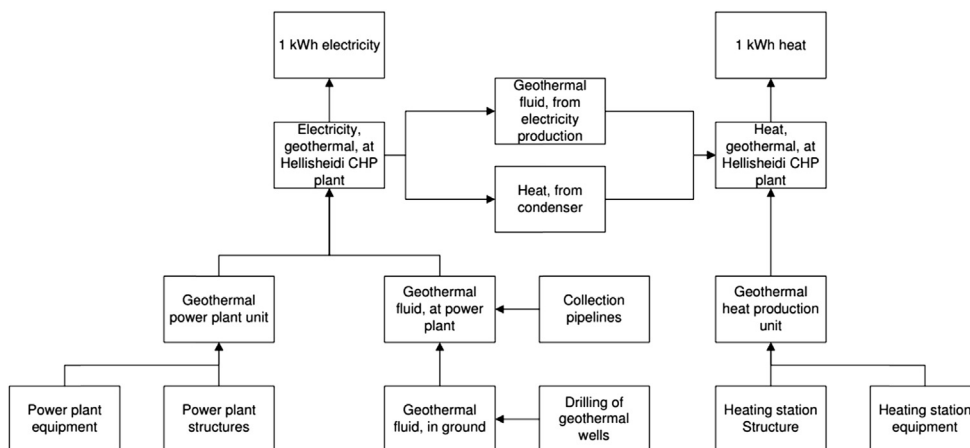 1 kWh electricity
1 kWh heat
Geothermal
fluid, from
electricity
production
Electricity,
geothermal, at
Hellisheidi CHP
plant
Heat,
geothermal, at
Hellisheidi CHP
plant
Heat, from
condenser
Geothermal
power plant unit
Geothermal
fluid, at power
plant
Collection
pipelines
Geothermal
heat production
unit
Power plant
equipment
Power plant
structures
Geothermal
fluid, in ground
Drilling of
geothermal
wells
Heating station
Structure
Heating station
equipment